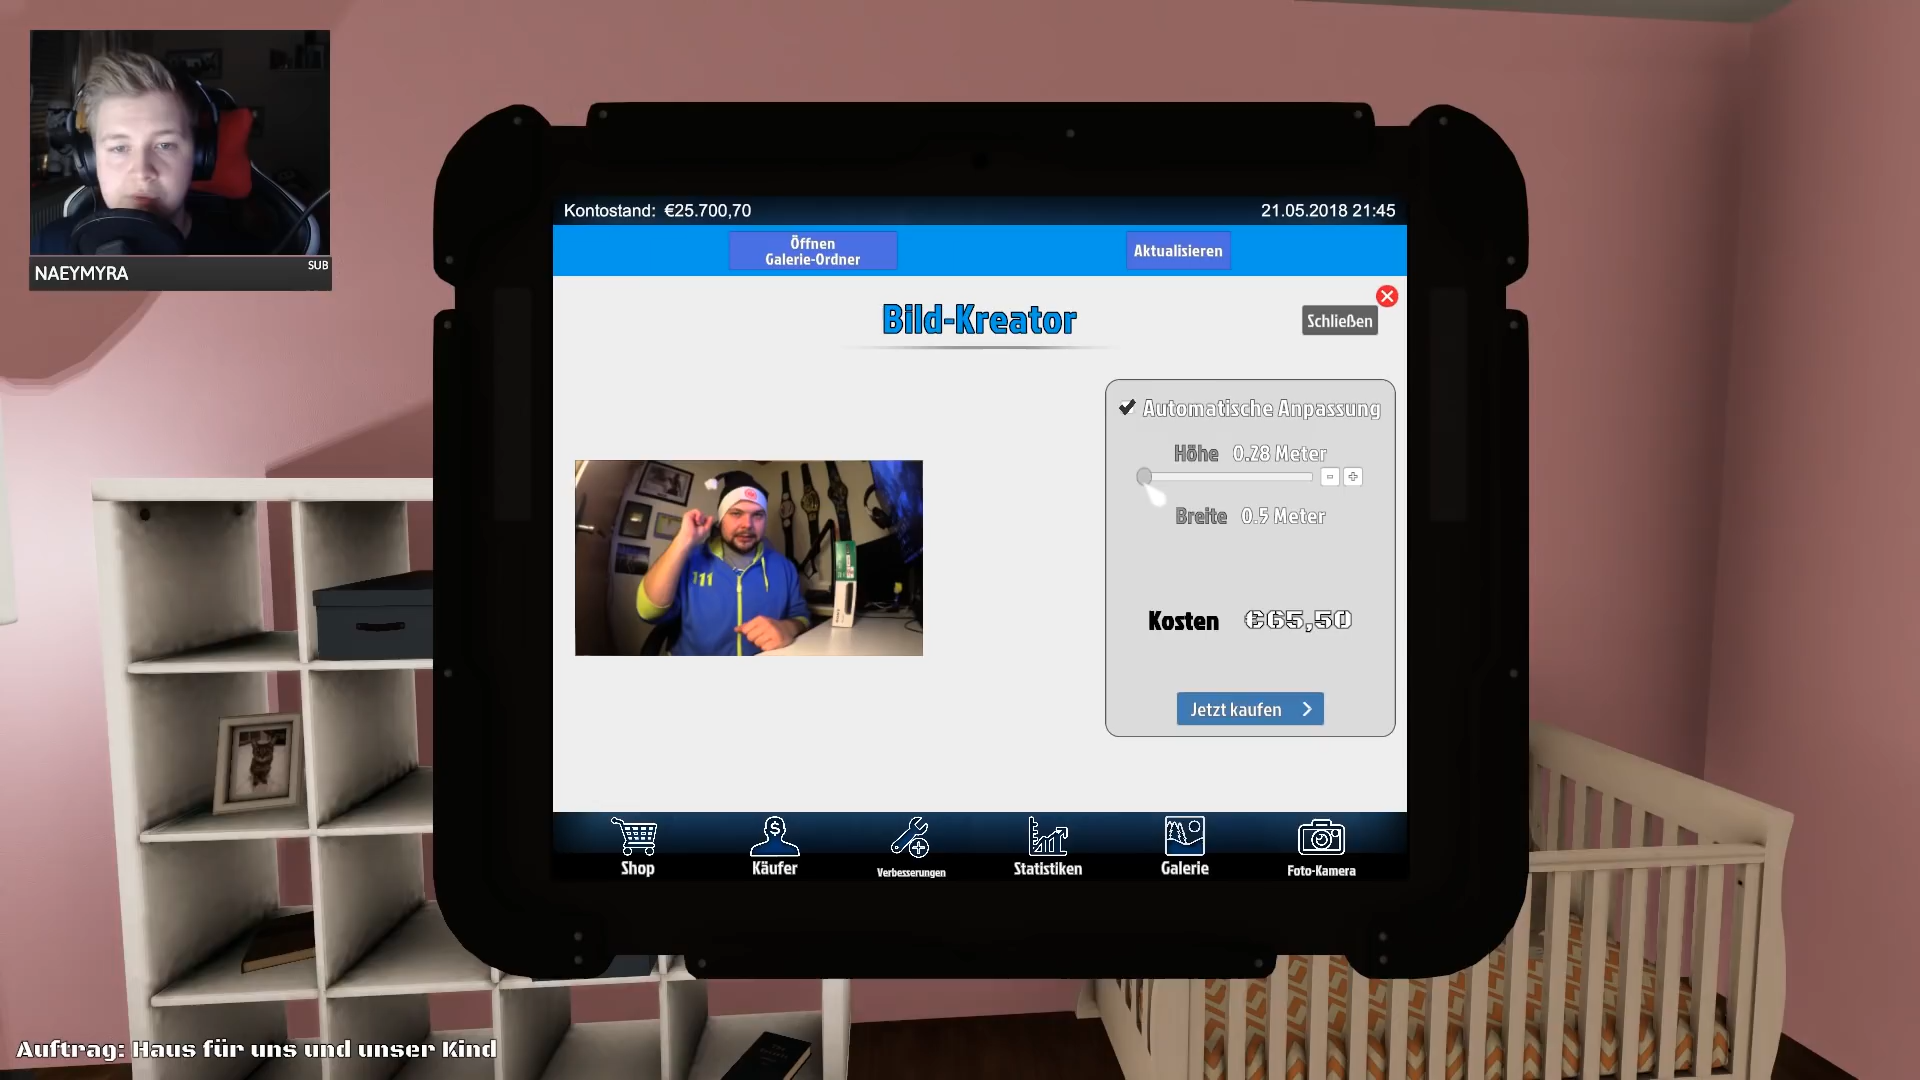 NAEYMYRA
SUB
Kontostand: €25.700,70
21.05.2018 21:45
Öffnen
Galerie-Ordner
Aktualisieren
Bild-Kreator
Schließen
Automatische Anpassung
Höhe 0.28 Meter
Breite 0.5 Meter
111
Kosten €65,50
Jetzt kaufen
Shop
Käufer
Verbesserungen
Statistiken
Galerie
Foto-Kamera
Auftrag: Haus für uns und unser Kind